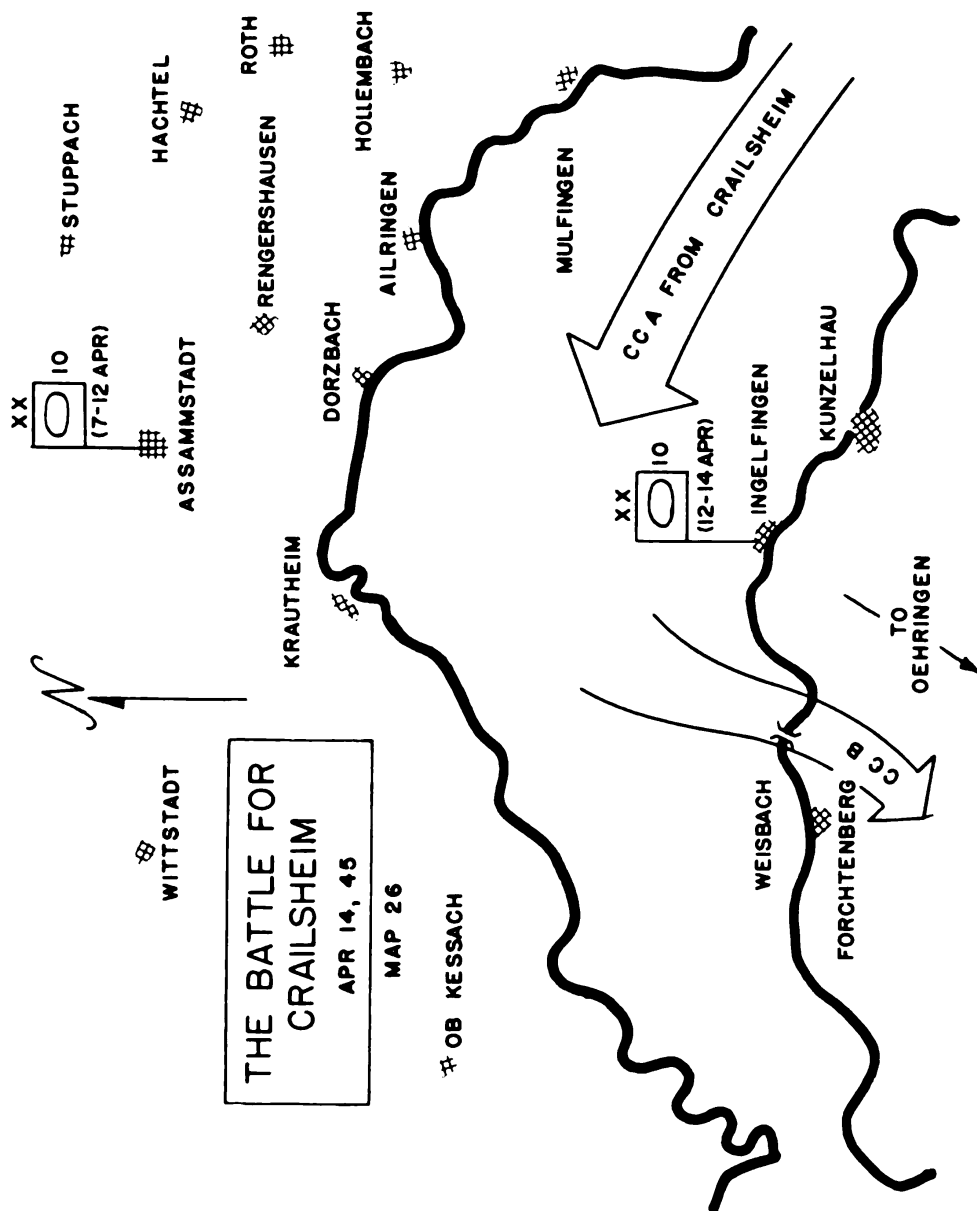 XX
10
(7-12 APR)
ASSAMMSTADT
STUPPACH
HACHTEL
ROTH
RENGERSHAUSEN
HOLLEMBACH
AILRINGEN
DORZBACH
MULFINGEN
KRAUTHEIM
N
WITTSTADT
THE BATTLE FOR
CRAILSHEIM
APR 14, 45
MAP 26
OB KESSACH
CCA FROM CRAILSHEIM
XX
10
(12-14 APR)
INGELFINGEN
KUNZELHAU
TO
OEHRINGEN
CCB
WEISBACH
FORCHTENBERG